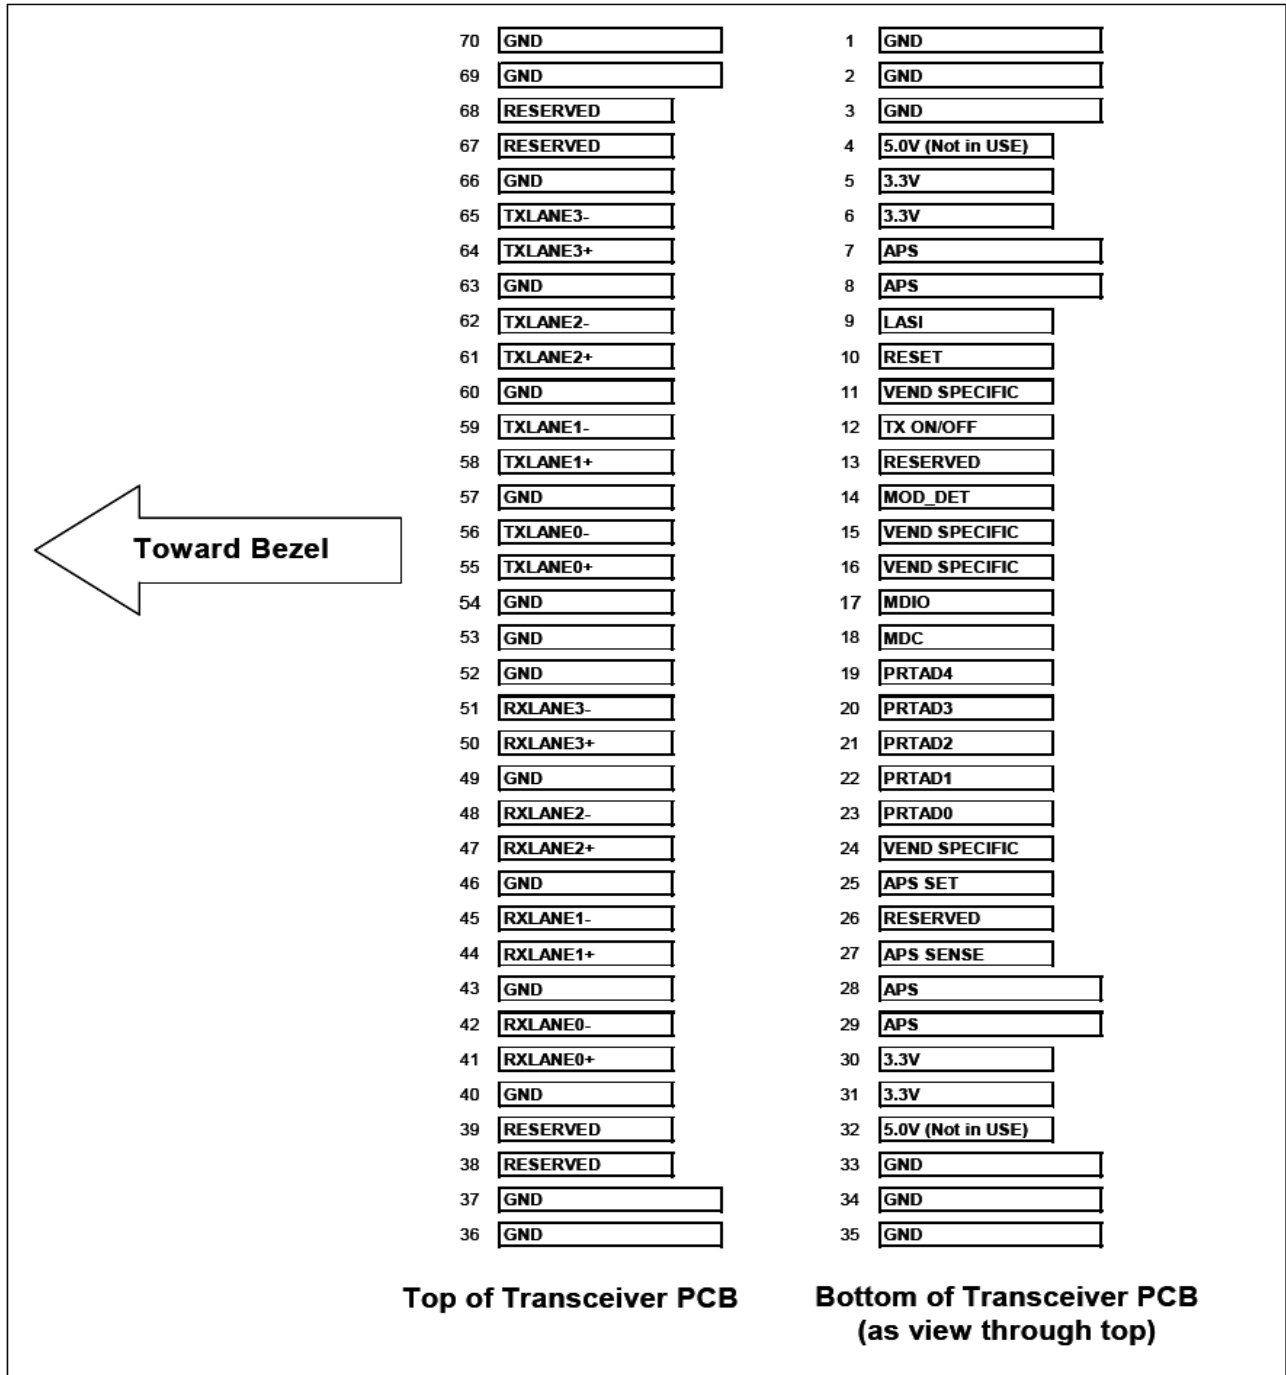 70 GND 1 GND
69 GND 2 GND
68 RESERVED 3 GND
67 RESERVED 4 5.0V (Not in USE)
66 GND 5 3.3V
65 TXLANE3- 6 3.3V
64 TXLANE3+ 7 APS
63 GND 8 APS
62 TXLANE2- 9 LASI
61 TXLANE2+ 10 RESET
60 GND 11 VEND SPECIFIC
59 TXLANE1- 12 TX ON/OFF
58 TXLANE1+ 13 RESERVED
57 GND 14 MOD_DET
56 TXLANE0- 15 VEND SPECIFIC
Toward Bezel
55 TXLANE0+ 16 VEND SPECIFIC
54 GND 17 MDIO
53 GND 18 MDC
52 GND 19 PRTAD4
51 RXLANE3- 20 PRTAD3
50 RXLANE3+ 21 PRTAD2
49 GND 22 PRTAD1
48 RXLANE2- 23 PRTAD0
47 RXLANE2+ 24 VEND SPECIFIC
46 GND 25 APS SET
45 RXLANE1- 26 RESERVED
44 RXLANE1+ 27 APS SENSE
43 GND 28 APS
42 RXLANE0- 29 APS
41 RXLANE0+ 30 3.3V
40 GND 31 3.3V
39 RESERVED 32 5.0V (Not in USE)
38 RESERVED 33 GND
37 GND 34 GND
36 GND 35 GND
Top of Transceiver PCB Bottom of Transceiver PCB
(as view through top)